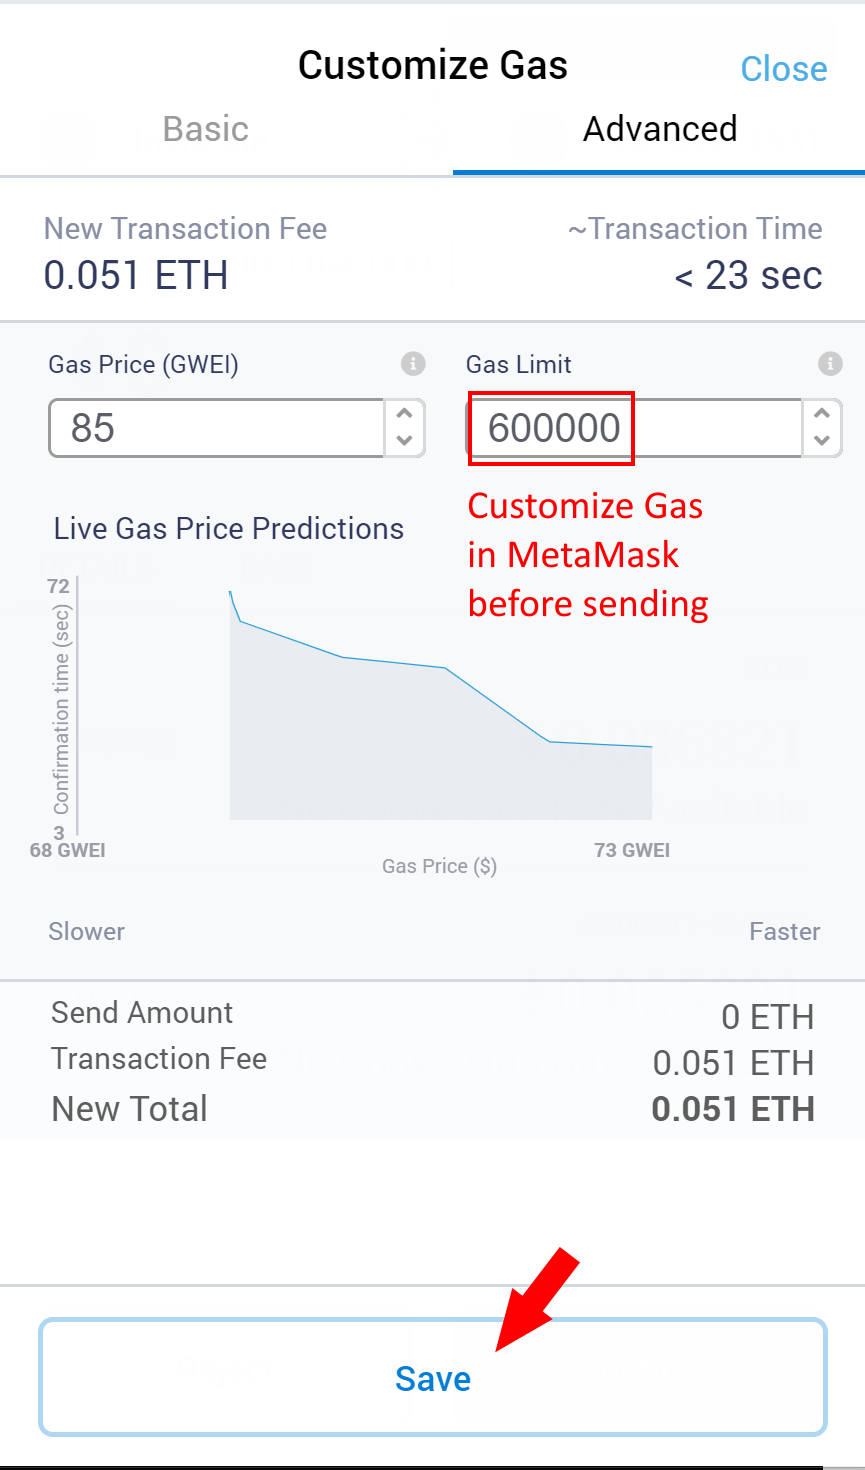 Customize Gas
Close
Basic
Advanced
New Transaction Fee
~Transaction Time
0.051 ETH
< 23 sec
Gas Price (GWEI)
Gas Limit
85
600000
Customize Gas
in MetaMask
before sending
Live Gas Price Predictions
72
Confirmation time (sec)
3
68 GWEI
73 GWEI
Gas Price ($)
Slower
Faster
Send Amount
0 ETH
Transaction Fee
0.051 ETH
New Total
0.051 ETH
Save